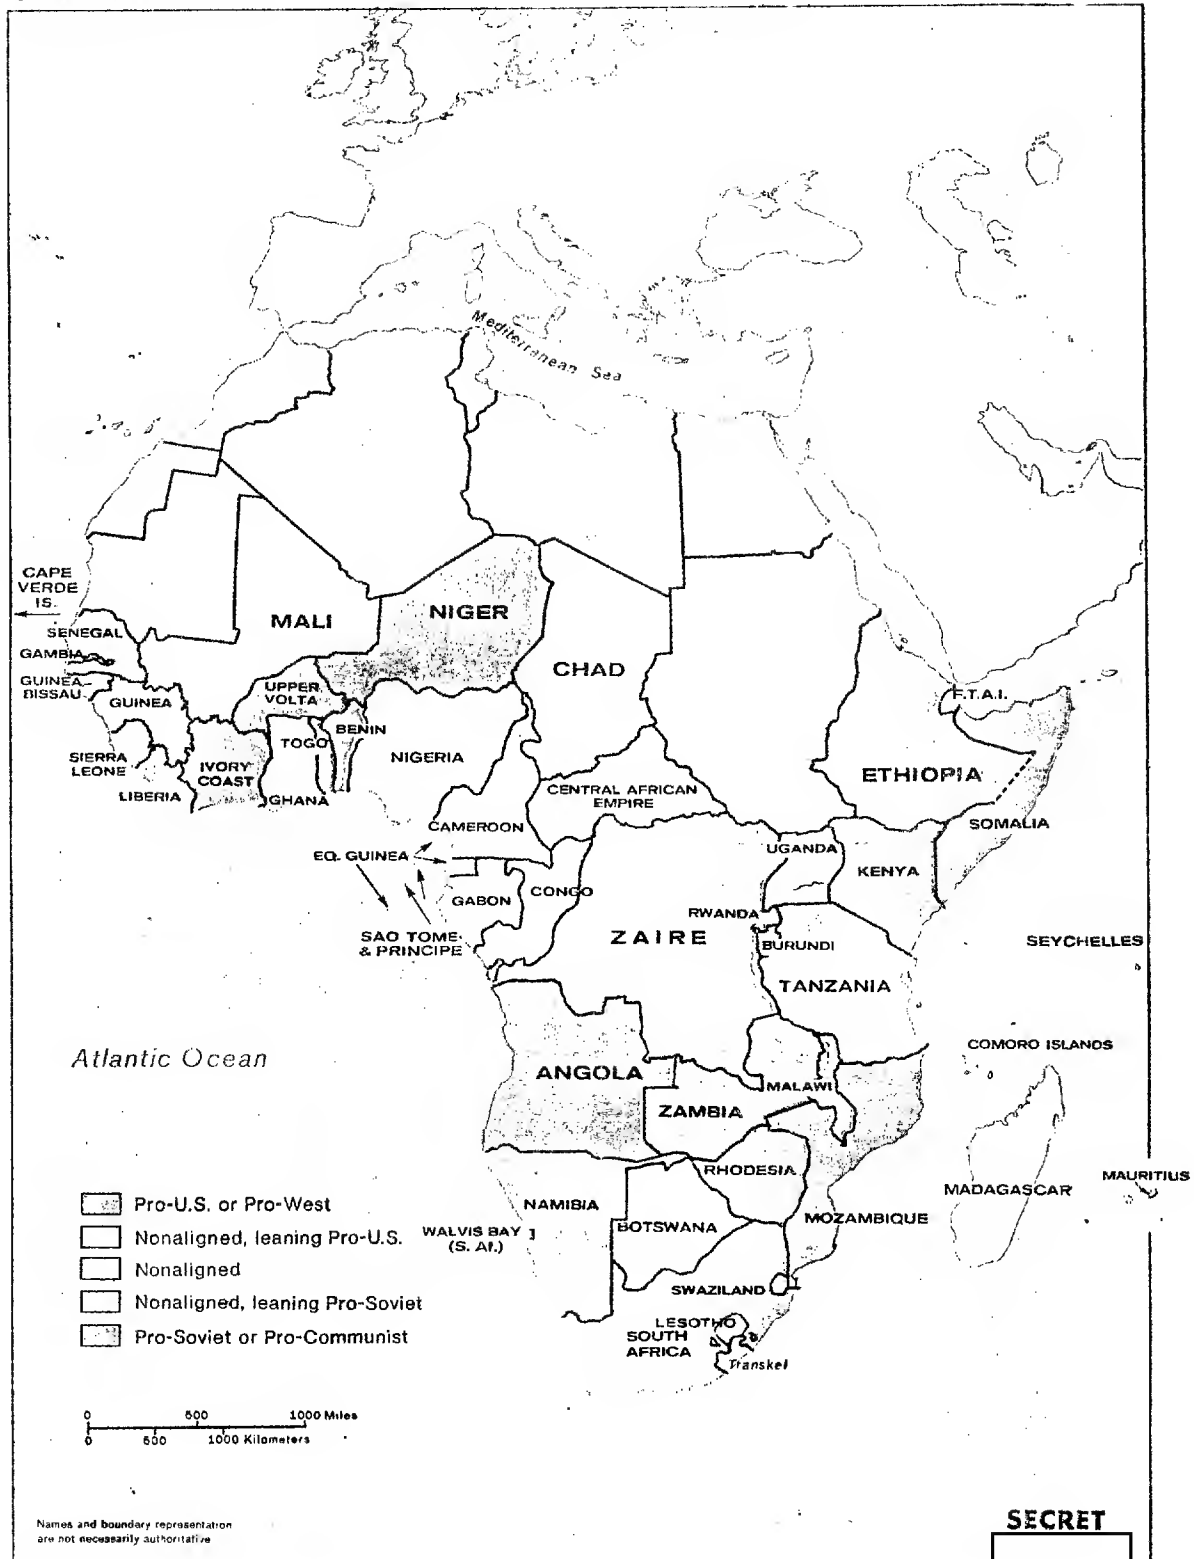 Mediterranean Sea
CAPE
VERDE
IS.
MALI
NIGER
CHAD
SENEGAL
GAMBIA
GUINEA
BISSAU
GUINEA
UPPER
VOLTA
F.T.A.I.
BENIN
TOGO
NIGERIA
SIERRA
LEONE
IVORY
COAST
LIBERIA
GHANA
ETHIOPIA
CENTRAL AFRICAN
EMPIRE
SOMALIA
CAMEROON
UGANDA
EQ. GUINEA
KENYA
GABON
CONGO
RWANDA
ZAIRE
SAO TOME
& PRINCIPE
BURUNDI
SEYCHELLES
TANZANIA
Atlantic Ocean
COMORO ISLANDS
ANGOLA
MALAWI
ZAMBIA
RHODESIA
MAURITIUS
MADAGASCAR
NAMIBIA
MOZAMBIQUE
BOTSWANA
WALVIS BAY
(S. Af.)
SWAZILAND
LESOTHO
SOUTH
AFRICA
Transkei
Pro-U.S. or Pro-West
Nonaligned, leaning Pro-U.S.
Nonaligned
Nonaligned, leaning Pro-Soviet
Pro-Soviet or Pro-Communist
0 500 1000 Miles
0 500 1000 Kilometers
Names and boundary representation
are not necessarily authoritative
SECRET